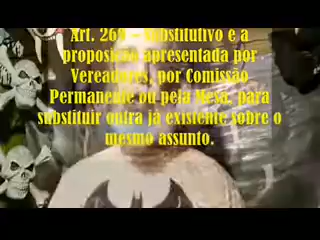 Art. 269 – Substitutivo é a
proposição apresentada por
Vereadores, por Comissão
Permanente ou pela Mesa, para
substituir outra já existente sobre o
mesmo assunto.